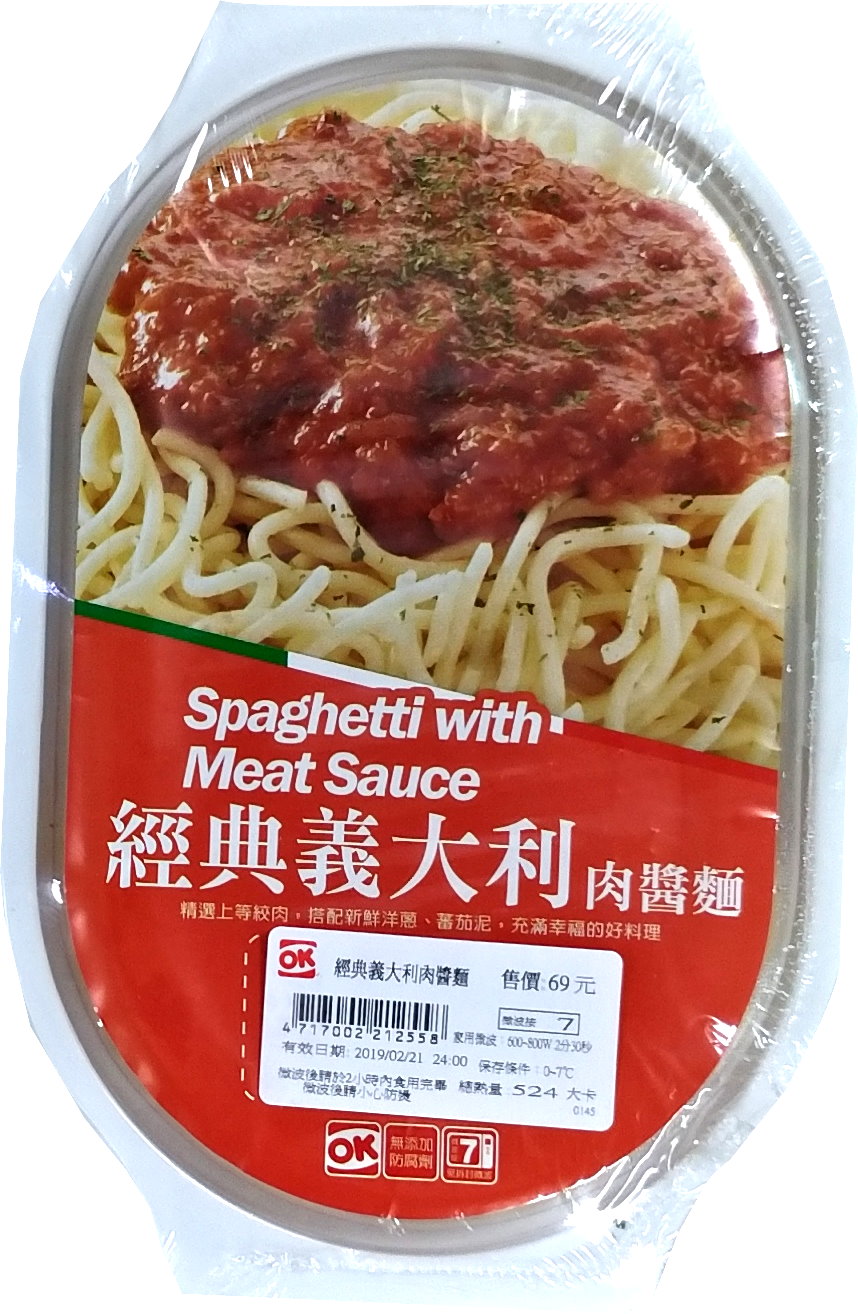 Spaghetti with
Meat Sauce
經典義大利肉醬麵
精選上等絞肉，搭配新鮮洋蔥、蕃茄泥，充滿幸福的好料理
OK 經典義大利肉醬麵 售價:69元
4 717002 212558
微波按 7
家用微波：600-800W 2分30秒
有效日期: 2019/02/21 24:00 保存條件：0-7℃
微波後請於2小時內食用完畢 總熱量:524 大卡
微波後請小心防燙
0145
OK
無添加
防腐劑
7